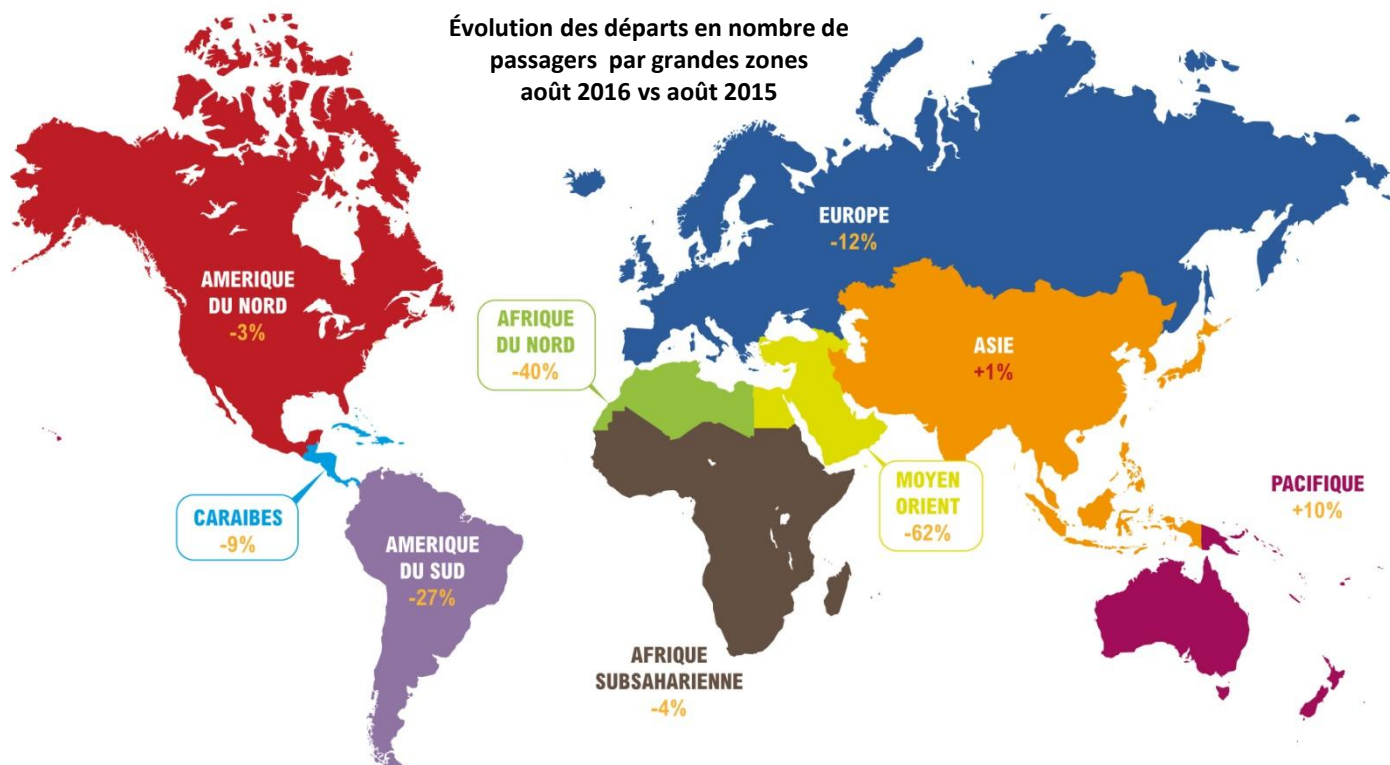 Évolution des départs en nombre de
passagers par grandes zones
août 2016 vs août 2015
EUROPE
-12%
AMERIQUE
DU NORD
-3%
AFRIQUE
DU NORD
-40%
ASIE
+1%
MOYEN
ORIENT
-62%
PACIFIQUE
+10%
CARAIBES
-9%
AMERIQUE
DU SUD
-27%
AFRIQUE
SUBSAHARIENNE
-4%